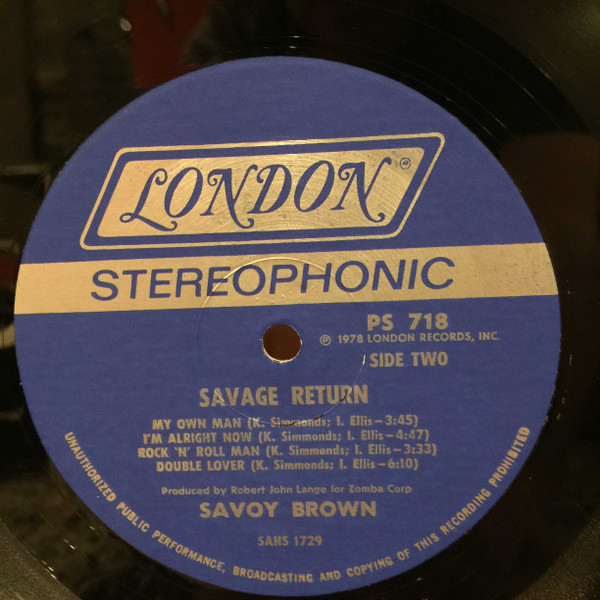 LONDON ®
STEREOPHONIC
PS 718
℗ 1978 LONDON RECORDS, INC.
SIDE TWO
SAVAGE RETURN
MY OWN MAN (K. Simmonds; I. Ellis–3:45)
I'M ALRIGHT NOW (K. Simmonds; I. Ellis–4:47)
ROCK 'N' ROLL MAN (K. Simmonds; I. Ellis–3:33)
DOUBLE LOVER (K. Simmonds; I. Ellis–6:10)
Produced by Robert John Lange for Zomba Corp
SAVOY BROWN
SAHS 1729
UNAUTHORIZED PUBLIC PERFORMANCE, BROADCASTING AND COPYING OF THIS RECORDING PROHIBITED